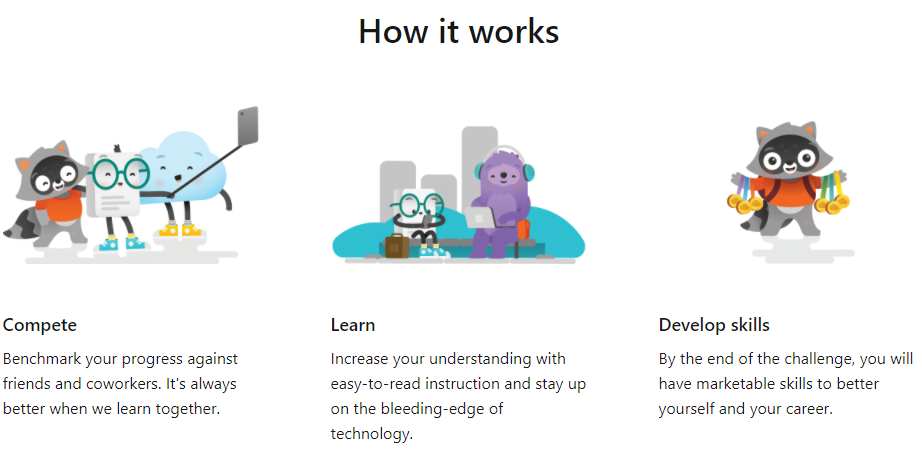 How it works
Compete
Benchmark your progress against
friends and coworkers. It's always
better when we learn together.
Learn
Increase your understanding with
easy-to-read instruction and stay up
on the bleeding-edge of
technology.
Develop skills
By the end of the challenge, you will
have marketable skills to better
yourself and your career.